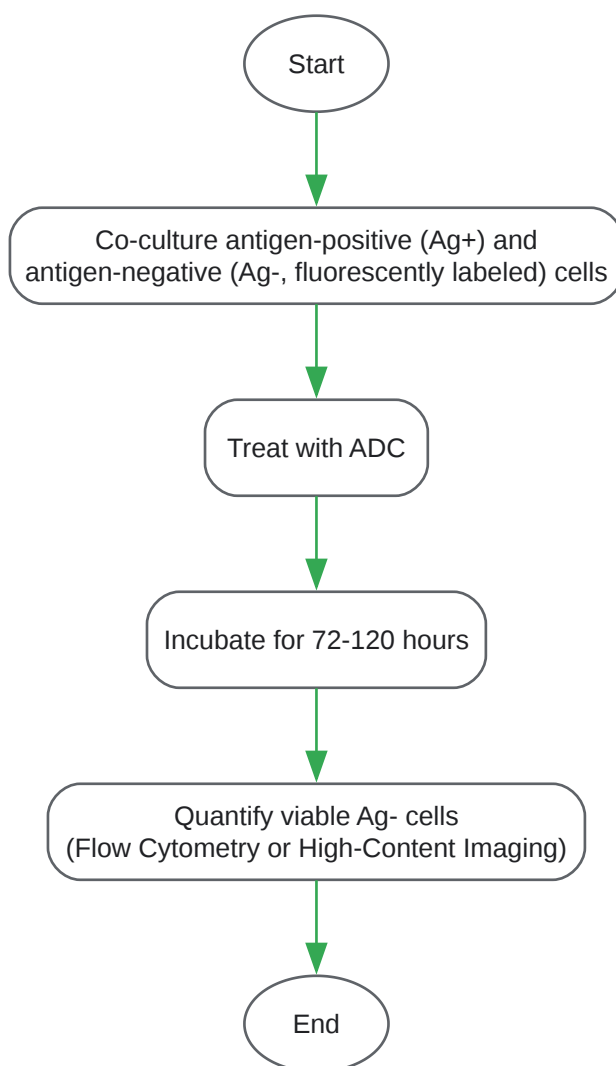 Start
Co-culture antigen-positive (Ag+) and
antigen-negative (Ag-, fluorescently labeled) cells
Treat with ADC
Incubate for 72-120 hours
Quantify viable Ag- cells
(Flow Cytometry or High-Content Imaging)
End